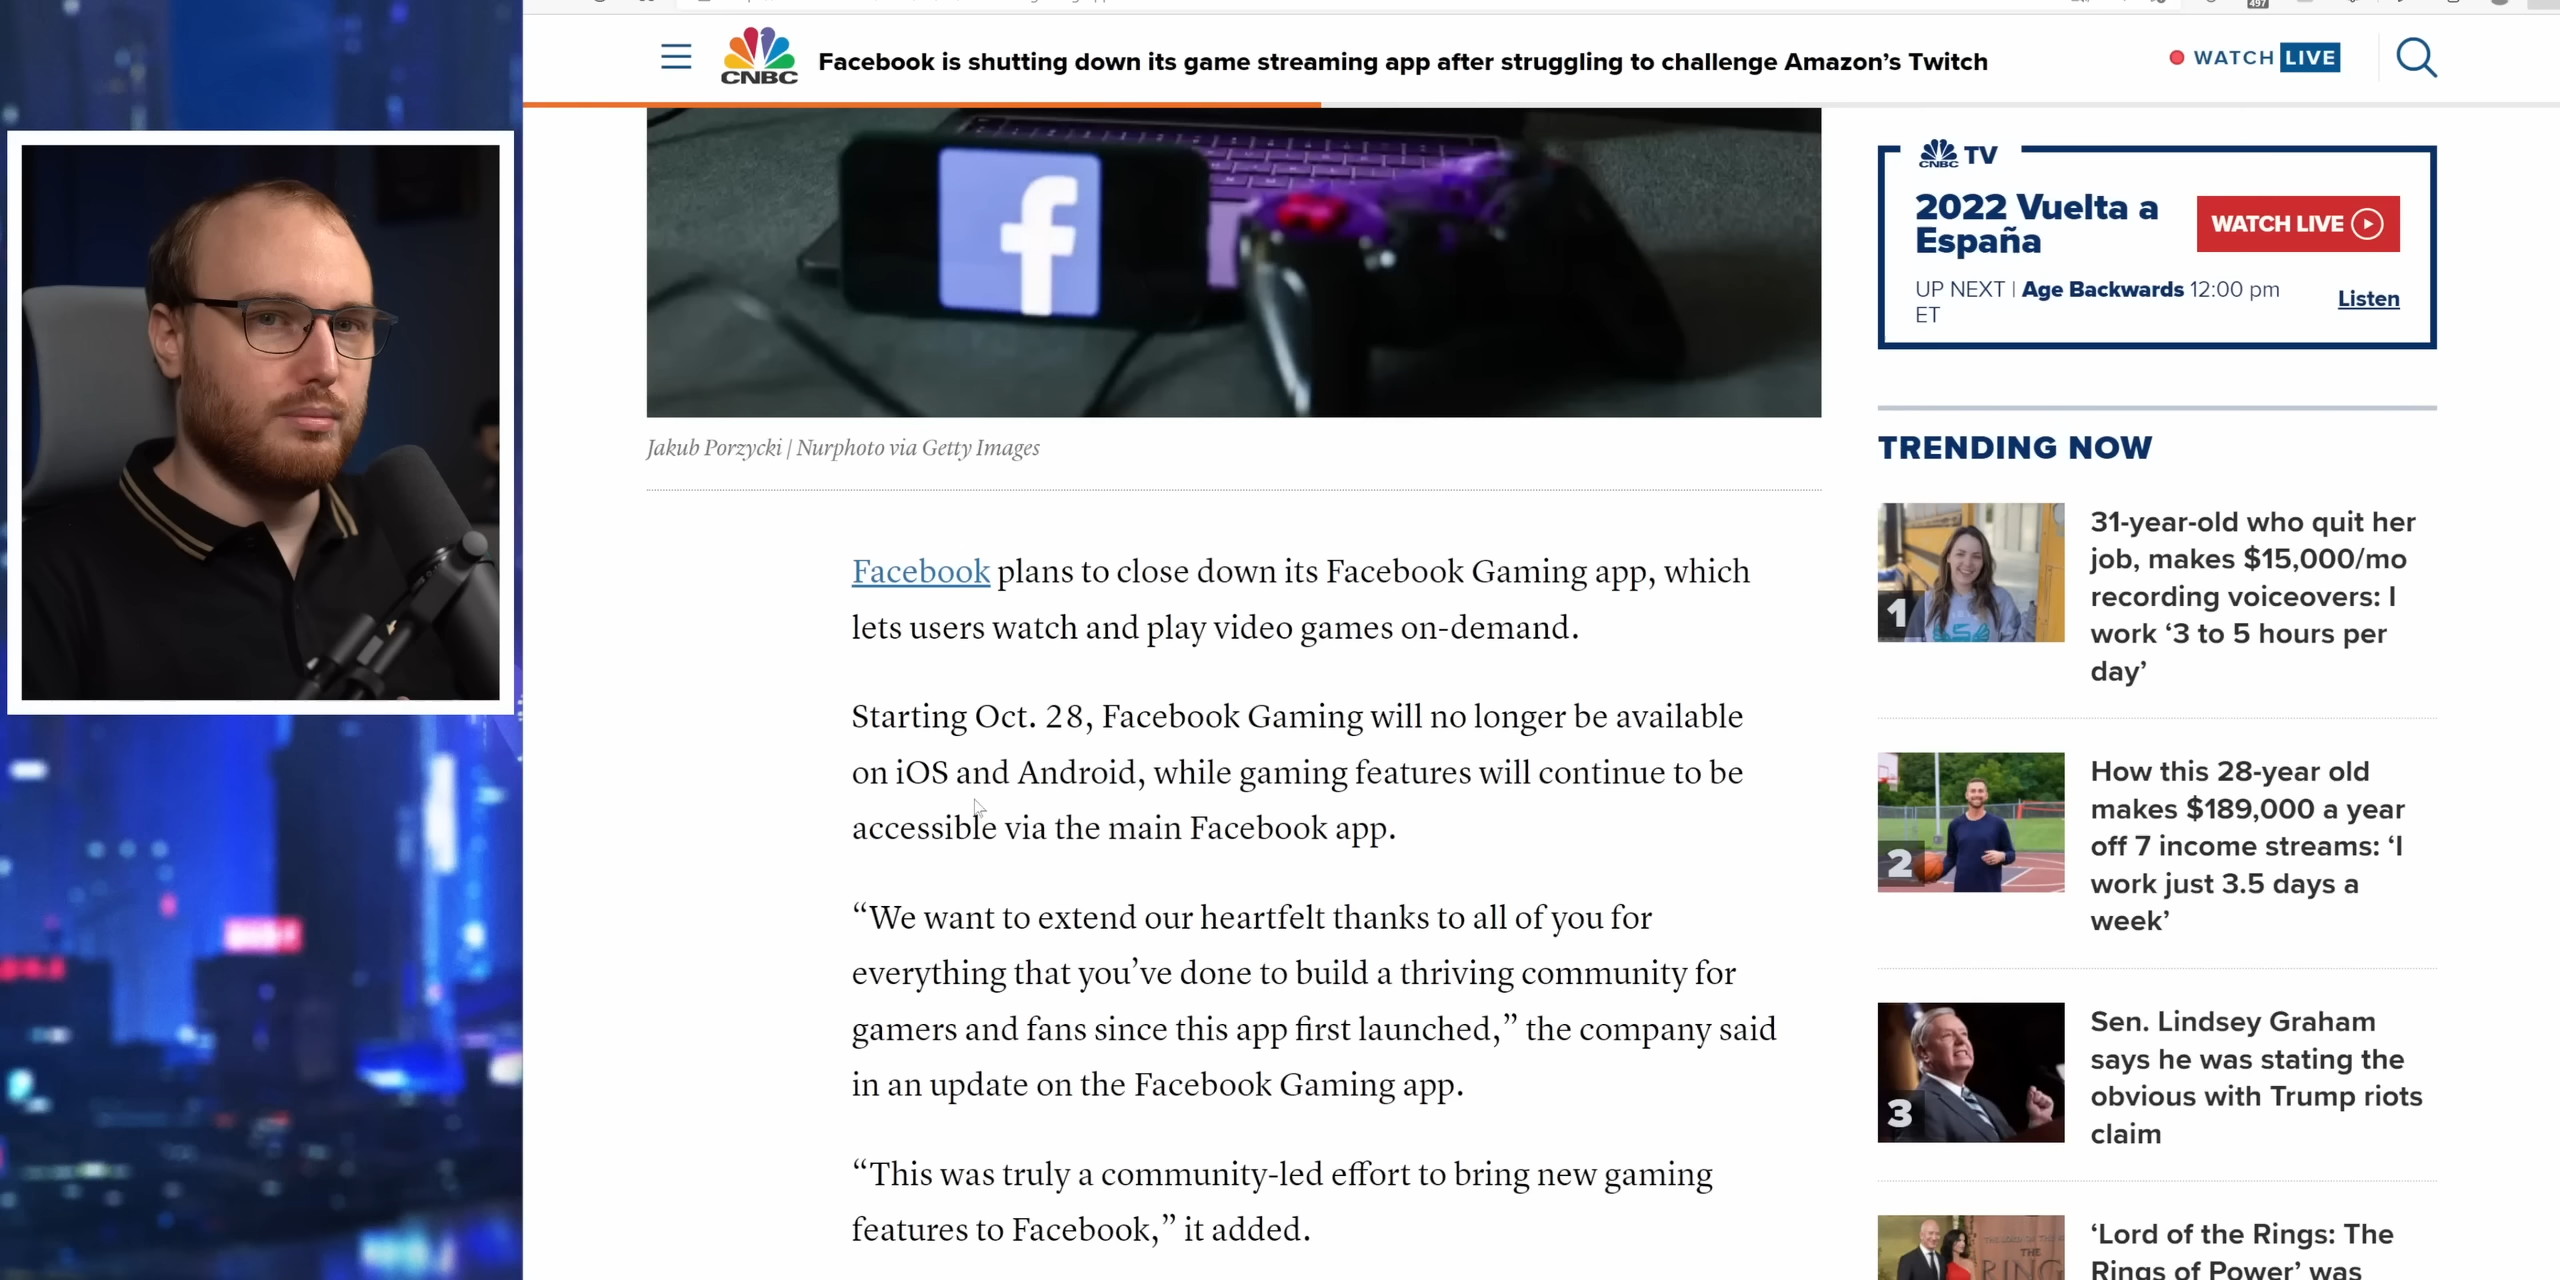 497
CNBC
Facebook is shutting down its game streaming app after struggling to challenge Amazon’s Twitch
WATCH LIVE
Jakub Porzycki | Nurphoto via Getty Images
Facebook plans to close down its Facebook Gaming app, which
lets users watch and play video games on-demand.
Starting Oct. 28, Facebook Gaming will no longer be available
on iOS and Android, while gaming features will continue to be
accessible via the main Facebook app.
“We want to extend our heartfelt thanks to all of you for
everything that you’ve done to build a thriving community for
gamers and fans since this app first launched,” the company said
in an update on the Facebook Gaming app.
“This was truly a community-led effort to bring new gaming
features to Facebook,” it added.
CNBC TV
2022 Vuelta a
España
WATCH LIVE
UP NEXT | Age Backwards 12:00 pm
ET
Listen
TRENDING NOW
1
31-year-old who quit her
job, makes $15,000/mo
recording voiceovers: I
work ‘3 to 5 hours per
day’
2
How this 28-year old
makes $189,000 a year
off 7 income streams: ‘I
work just 3.5 days a
week’
3
Sen. Lindsey Graham
says he was stating the
obvious with Trump riots
claim
THE
RING
‘Lord of the Rings: The
Rings of Power’ was